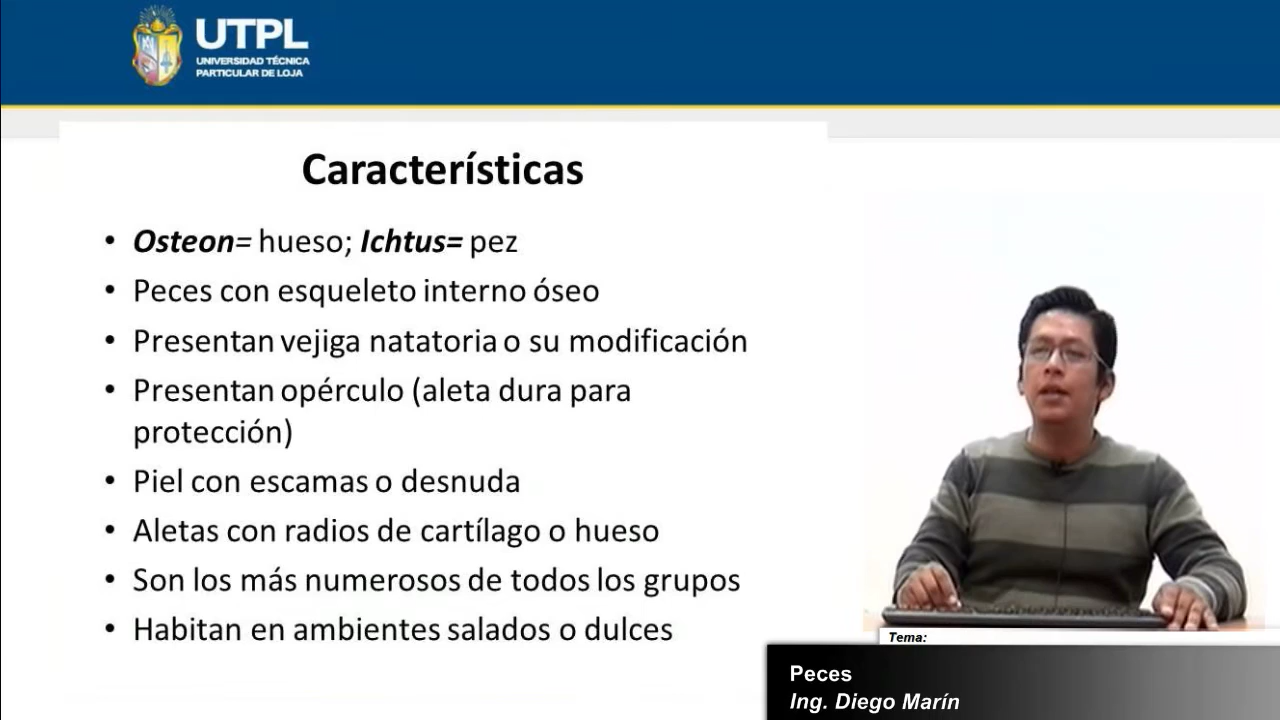 UTPL
UNIVERSIDAD TÉCNICA
PARTICULAR DE LOJA
Características
• Osteon= hueso; Ichtus= pez
• Peces con esqueleto interno óseo
• Presentan vejiga natatoria o su modificación
• Presentan opérculo (aleta dura para
protección)
• Piel con escamas o desnuda
• Aletas con radios de cartílago o hueso
• Son los más numerosos de todos los grupos
• Habitan en ambientes salados o dulces
Tema:
Peces
Ing. Diego Marín